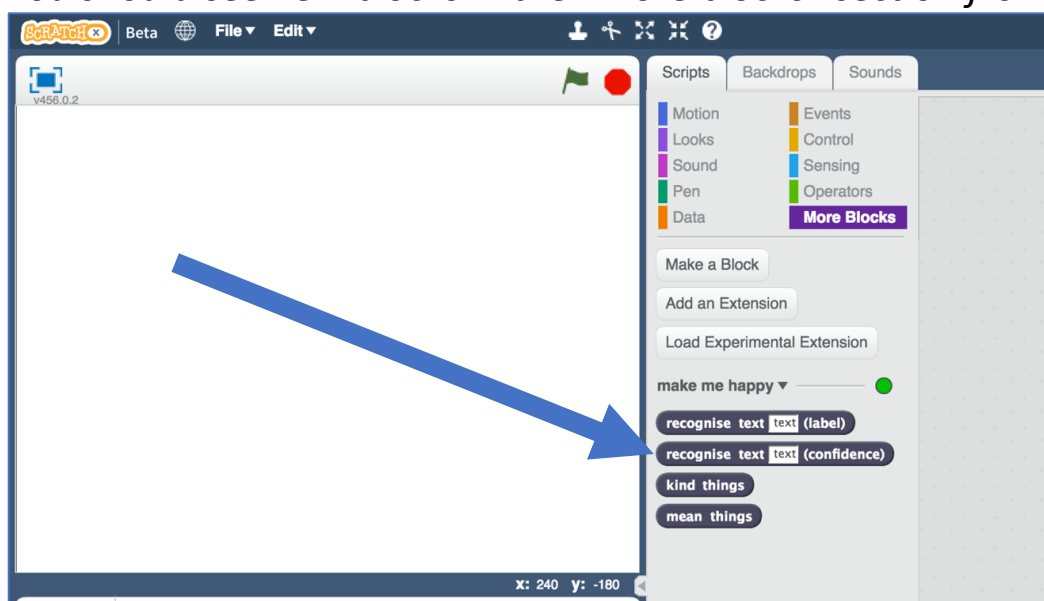 SCRATCHX Beta File▼ Edit▼
v456.0.2
Scripts Backdrops Sounds
Motion Events
Looks Control
Sound Sensing
Pen Operators
Data More Blocks
Make a Block
Add an Extension
Load Experimental Extension
make me happy ▼
recognise text text (label)
recognise text text (confidence)
kind things
mean things
x: 240 y: -180